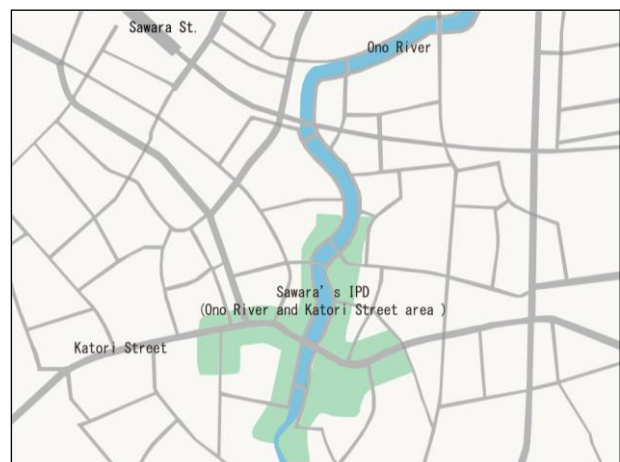 Sawara St.
Ono River
Sawara's IPD
(Ono River and Katori Street area )
Katori Street